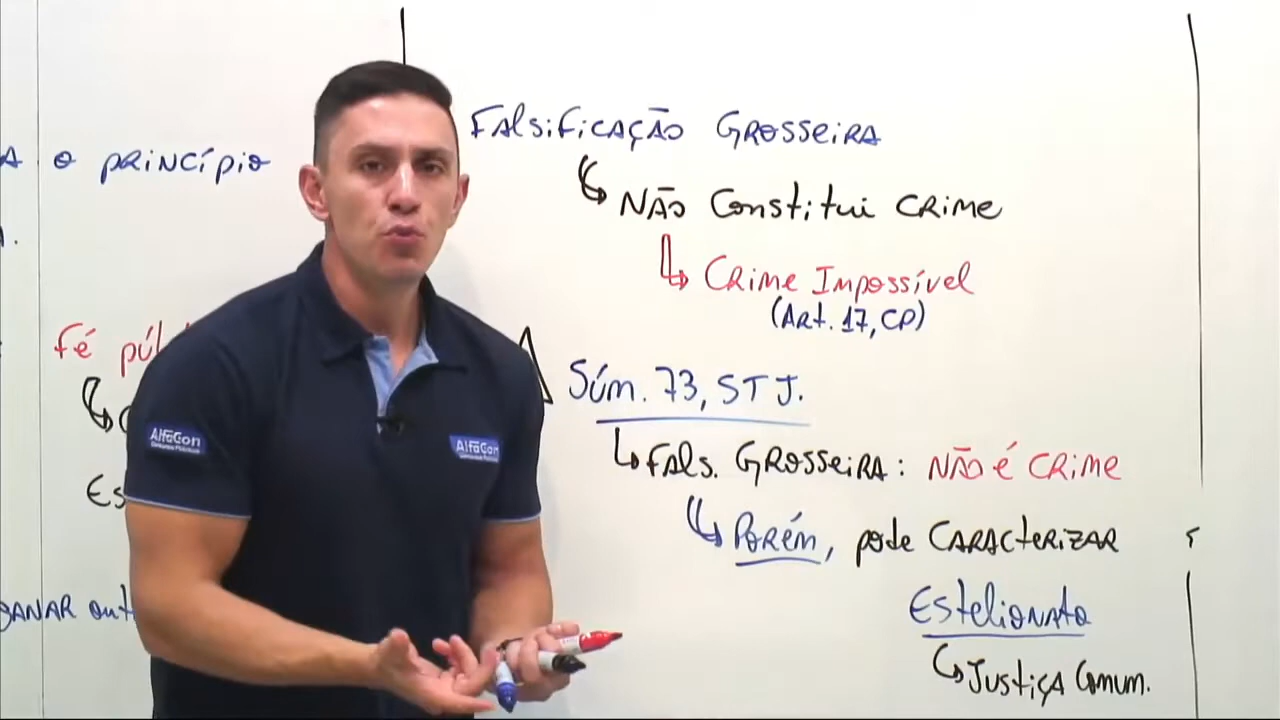 A o princípio
Fé
Es
outr
Falsificação Grosseira
Não Constitui crime
Crime Impossível
(Art. 17, CP)
Súm. 73, STJ.
Fals. Grosseira: Não é crime
Porém, pode caracterizar
Estelionato
Justiça Comum.
AlfaCon
AlfaCon